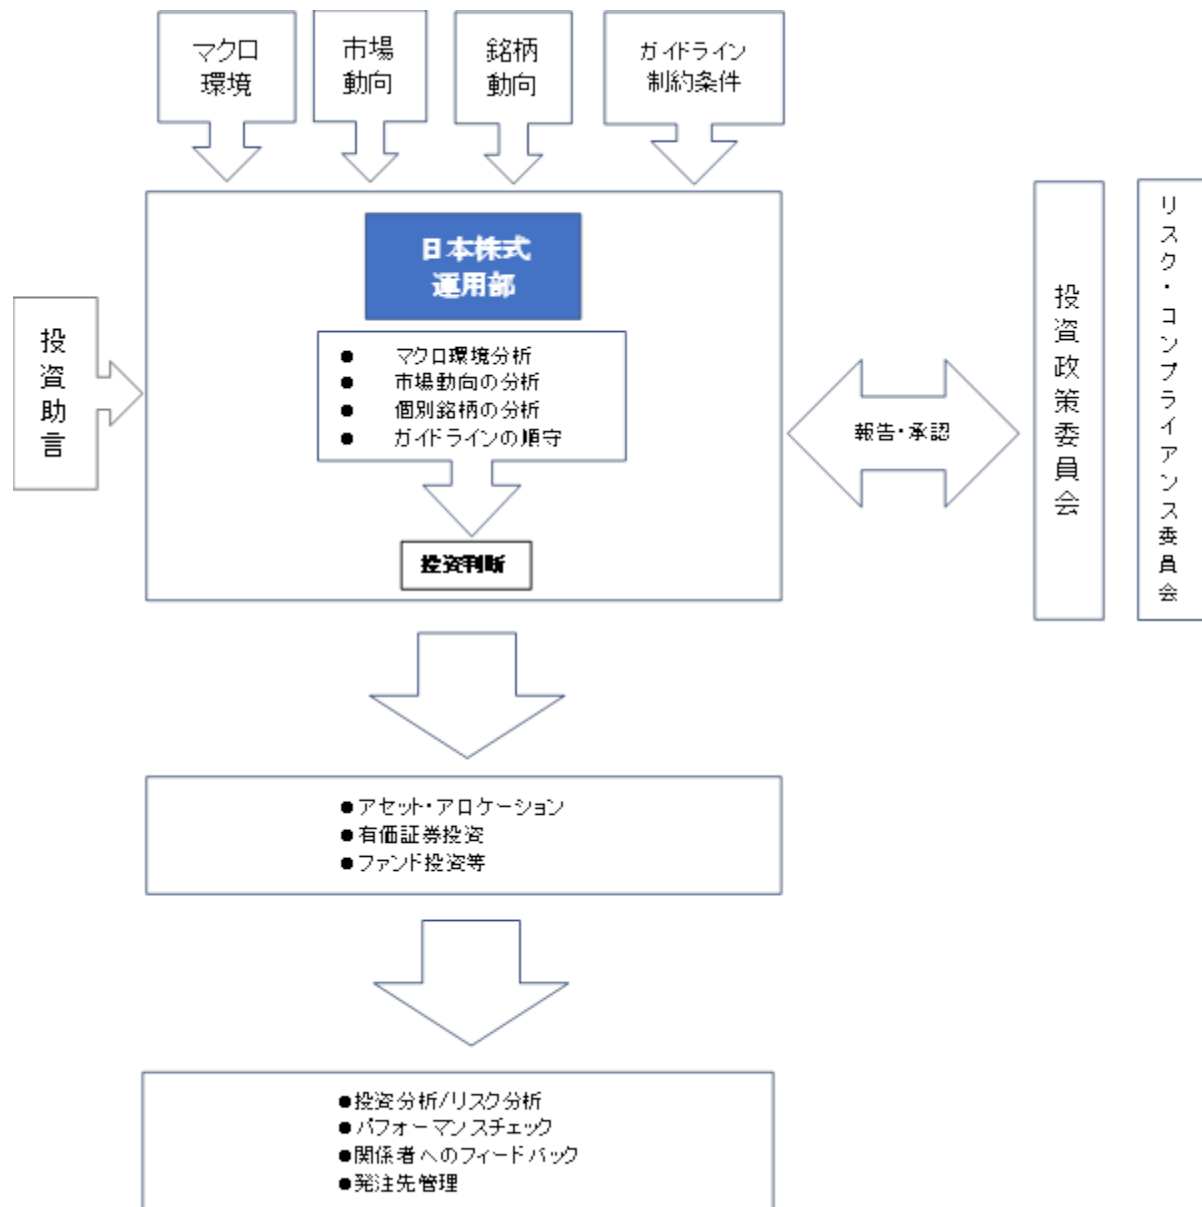 マクロ
環境
市場
動向
銘柄
動向
ガイドライン
制約条件
日本株式
運用部
● マクロ環境分析
● 市場動向の分析
● 個別銘柄の分析
● ガイドラインの順守
投資判断
投資助言
報告・承認
投資政策委員会
リスク・コンプライアンス委員会
●アセット・アロケーション
●有価証券投資
●ファンド投資等
●投資分析/リスク分析
●パフォーマンスチェック
●関係者へのフィードバック
●発注先管理